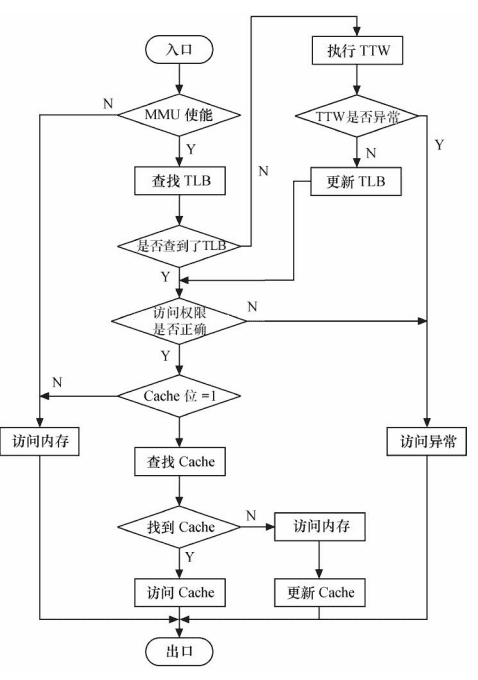 入口
执行 TTW
N
MMU 使能
TTW是否异常
Y
Y
N
查找 TLB
N
更新 TLB
是否查到了TLB
Y
访问权限
是否正确
N
Y
N
Cache 位 =1
访问内存
访问异常
查找 Cache
找到 Cache
N
访问内存
Y
访问 Cache
更新 Cache
出口